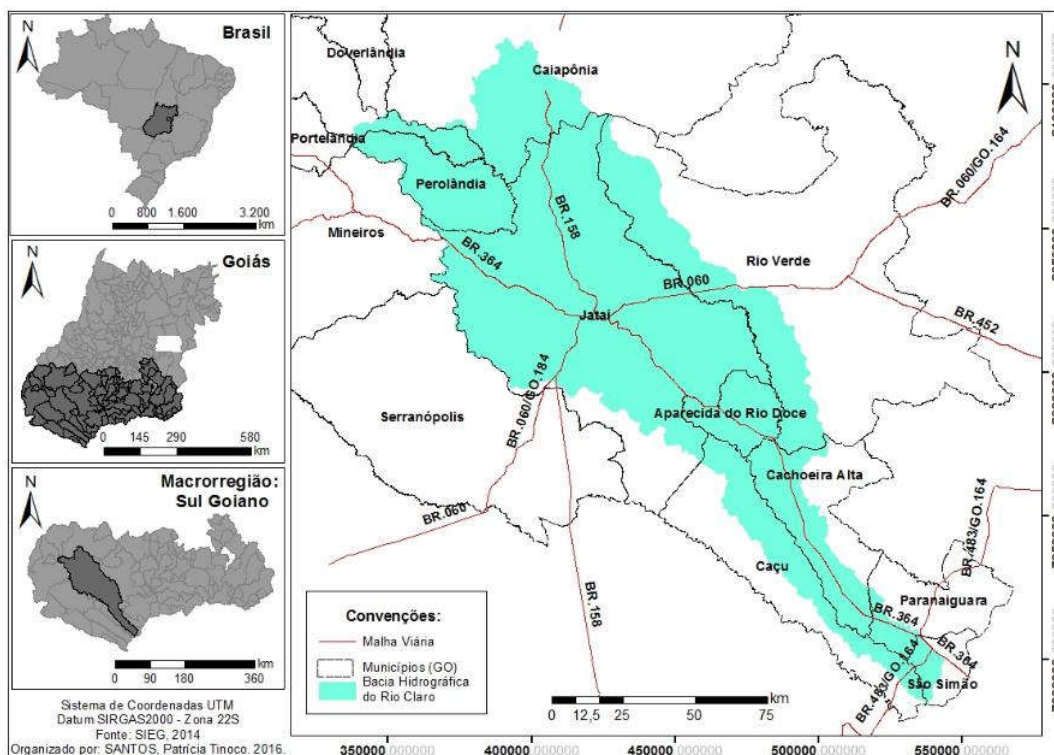 N
Brasil
0 800 1.600 3.200
km
N
Goiás
0 145 290 580
km
N
Macrorregião:
Sul Goiano
0 90 180 360
km
Sistema de Coordenadas UTM
Datum SIRGAS2000 - Zona 22S
Fonte: SIEG, 2014
Organizado por: SANTOS, Patrícia Tinoco. 2016.
N
Doverlândia
Caiapônia
Portelândia
Perolândia
Mineiros
BR.364
BR.158
BR.060/GO.164
Rio Verde
BR.060
Jataí
BR.452
Serranópolis
BR.060/GO.184
Aparecida do Rio Doce
Cachoeira Alta
BR.060
BR.158
Caçu
BR.483/GO.164
Paranaiguara
BR.364
BR.364
BR.483/GO.164
São Simão
Convenções:
Malha Viária
Municípios (GO)
Bacia Hidrográfica
do Rio Claro
0 12,5 25 50 75
km
350000,000000 400000,000000 450000,000000 500000,000000 550000,000000